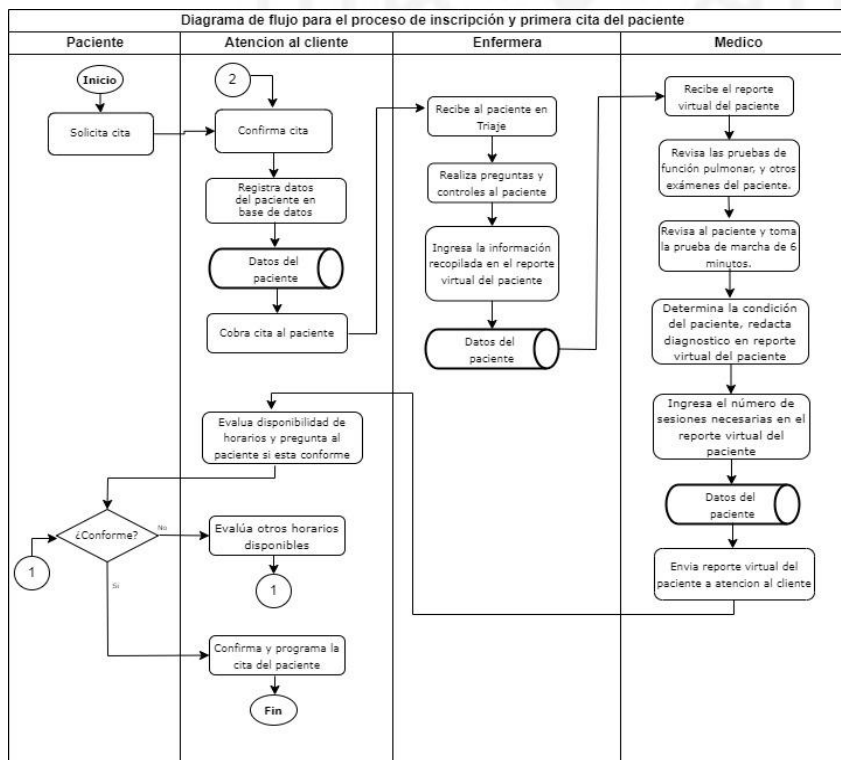 Diagrama de flujo para el proceso de inscripción y primera cita del paciente
Paciente
Atencion al cliente
Enfermera
Medico
Inicio
Solicita cita
2
Confirma cita
Registra datos
del paciente en
base de datos
Datos del
paciente
Cobra cita al paciente
Recibe al paciente en
Triaje
Realiza preguntas y
controles al paciente
Ingresa la información
recopilada en el reporte
virtual del paciente
Datos del
paciente
Recibe el reporte
virtual del paciente
Revisa las pruebas de
función pulmonar, y otros
exámenes del paciente.
Revisa al paciente y toma
la prueba de marcha de 6
minutos.
Determina la condición
del paciente, redacta
diagnostico en reporte
virtual del paciente
Ingresa el número de
sesiones necesarias en el
reporte virtual del
paciente
Datos del
paciente
Envia reporte virtual del
paciente a atencion al cliente
Evalua disponibilidad de
horarios y pregunta al
paciente si esta conforme
¿Conforme?
No
Si
1
Evalúa otros horarios
disponibles
1
Confirma y programa la
cita del paciente
Fin